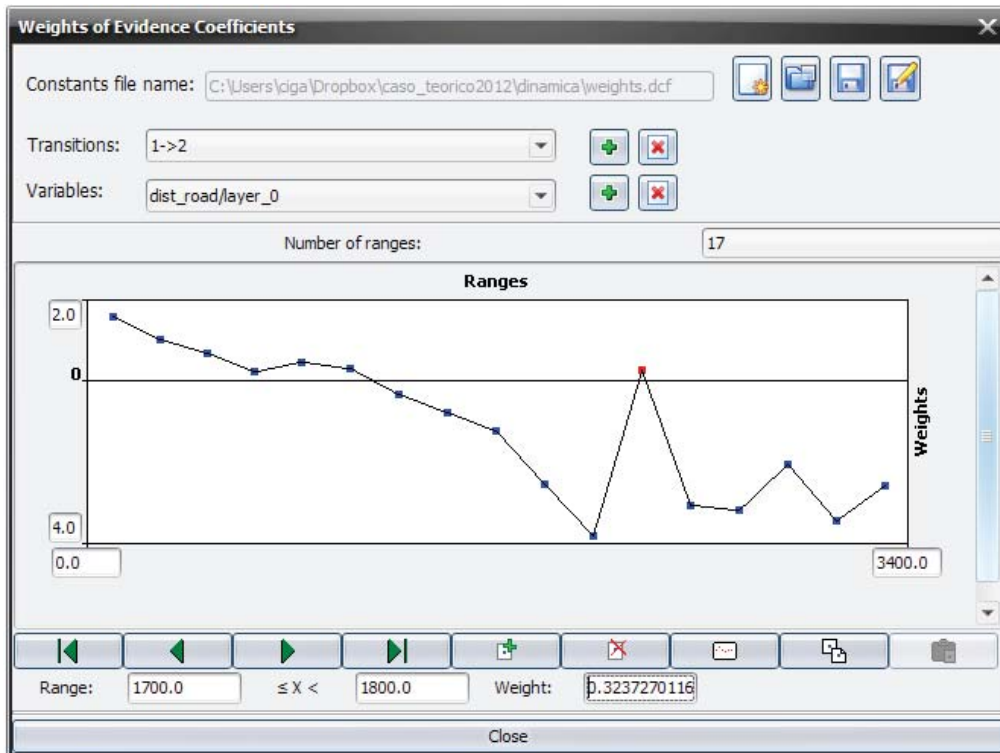 Weights of Evidence Coefficients
Constants file name: C:\Users\ciga\Dropbox\caso_teorico2012\dinamica\weights.dcf
Transitions: 1->2
Variables: dist_road/layer_0
Number of ranges: 17
Ranges
2.0
0
Weights
4.0
0.0 3400.0
Range: 1700.0 ≤ X < 1800.0 Weight: 0.3237270116
Close